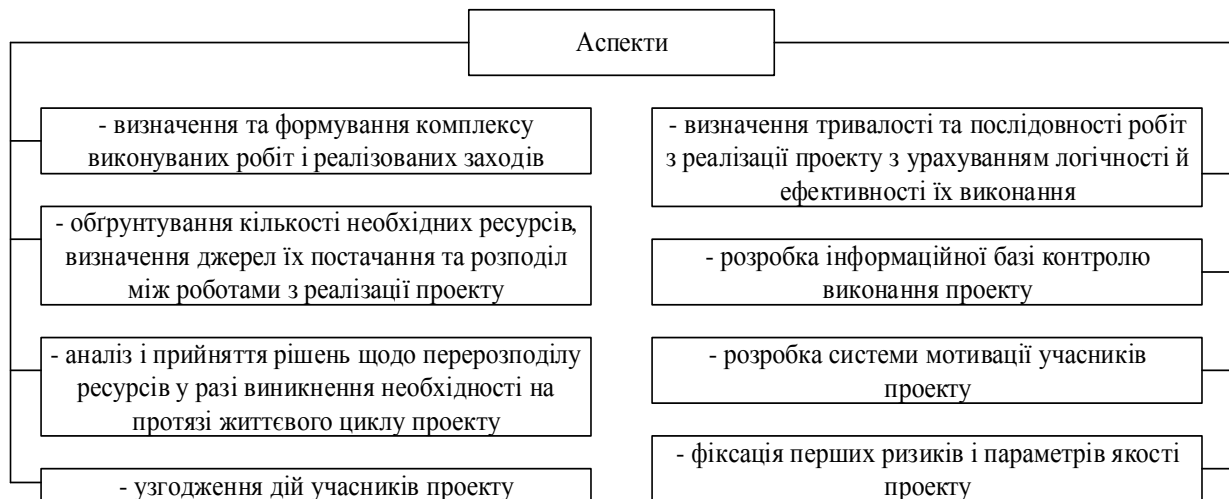 Аспекти
- визначення та формування комплексу
виконуваних робіт і реалізованих заходів
- обґрунтування кількості необхідних ресурсів,
визначення джерел їх постачання та розподіл
між роботами з реалізації проекту
- аналіз і прийняття рішень щодо перерозподілу
ресурсів у разі виникнення необхідності на
протязі життєвого циклу проекту
- узгодження дій учасників проекту
- визначення тривалості та послідовності робіт
з реалізації проекту з урахуванням логічності й
ефективності їх виконання
- розробка інформаційної базі контролю
виконання проекту
- розробка системи мотивації учасників
проекту
- фіксація перших ризиків і параметрів якості
проекту